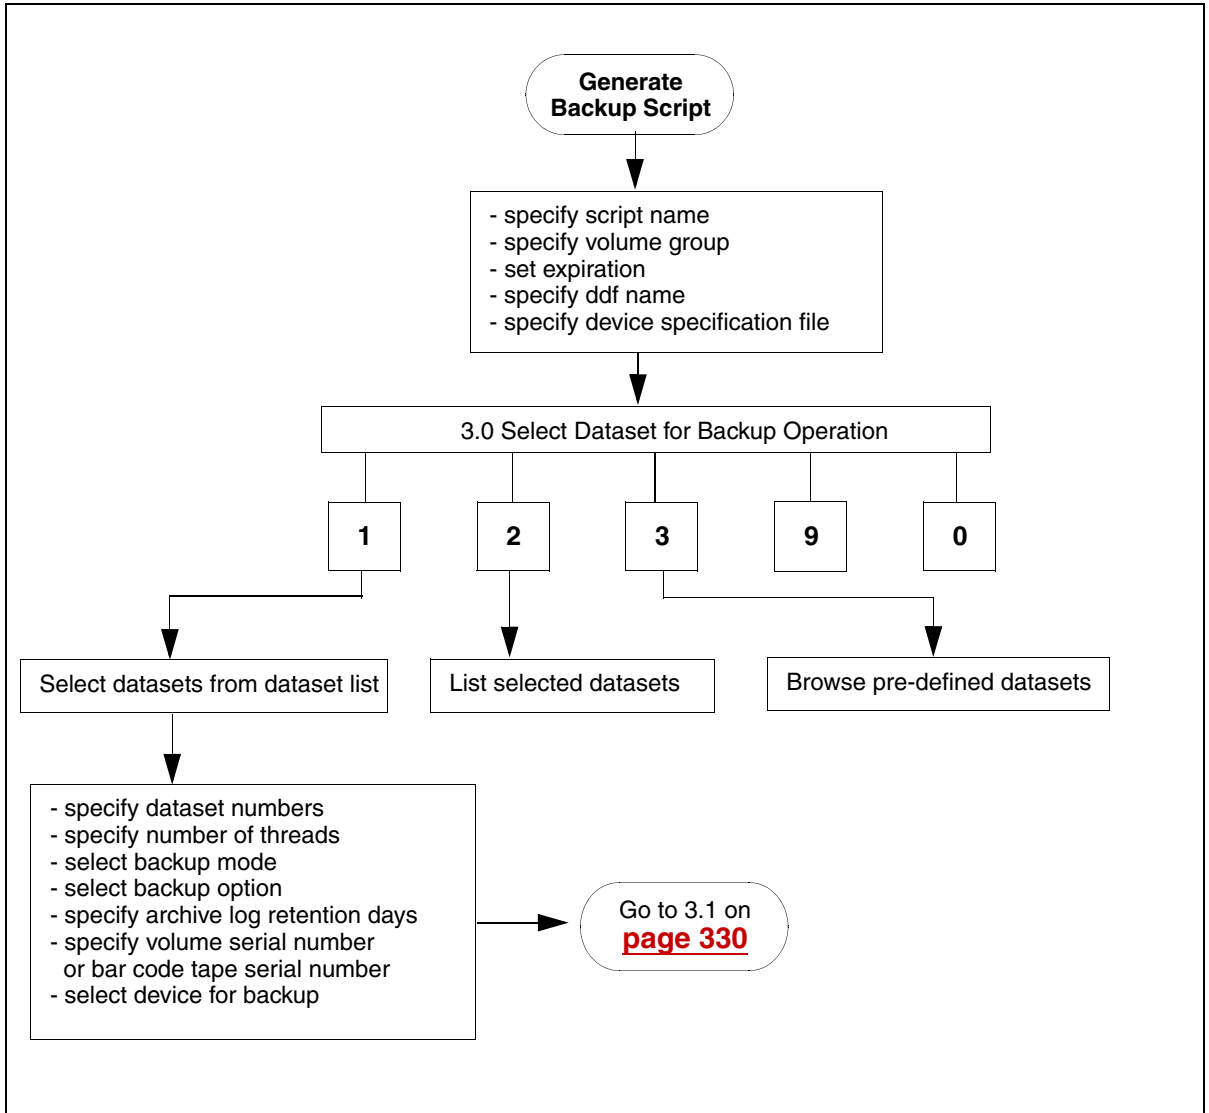 Generate
Backup Script
- specify script name
- specify volume group
- set expiration
- specify ddf name
- specify device specification file
3.0 Select Dataset for Backup Operation
1
2
3
9
0
Select datasets from dataset list
List selected datasets
Browse pre-defined datasets
- specify dataset numbers
- specify number of threads
- select backup mode
- select backup option
- specify archive log retention days
- specify volume serial number
or bar code tape serial number
- select device for backup
Go to 3.1 on
page 330